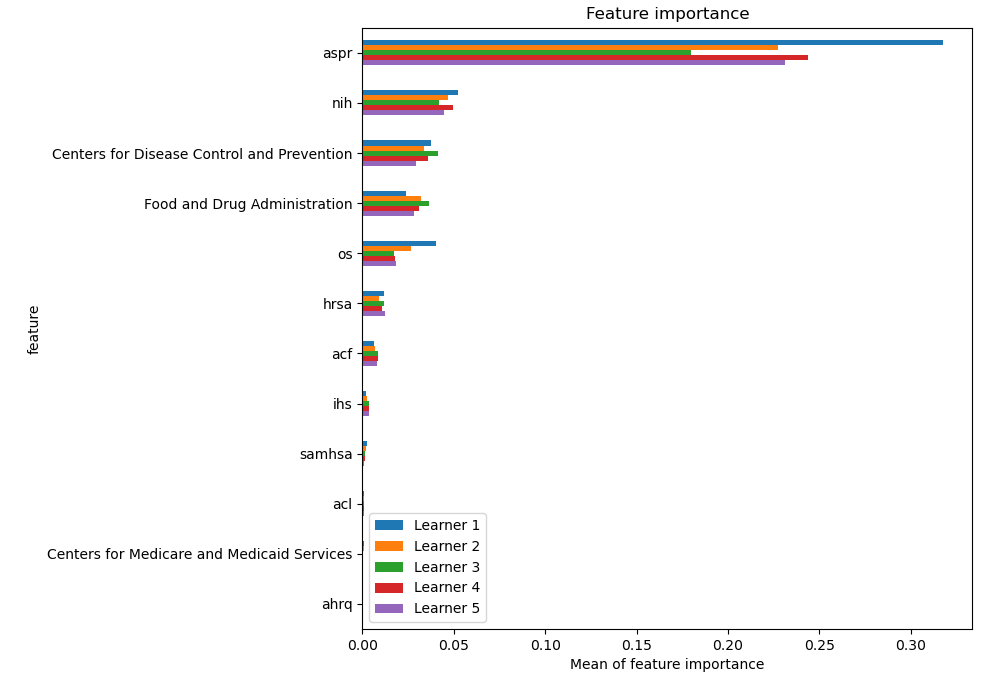 Feature importance
aspr
nih
Centers for Disease Control and Prevention
Food and Drug Administration
os
hrsa
acf
ihs
samhsa
acl
Centers for Medicare and Medicaid Services
ahrq
feature
Learner 1
Learner 2
Learner 3
Learner 4
Learner 5
0.00 0.05 0.10 0.15 0.20 0.25 0.30
Mean of feature importance